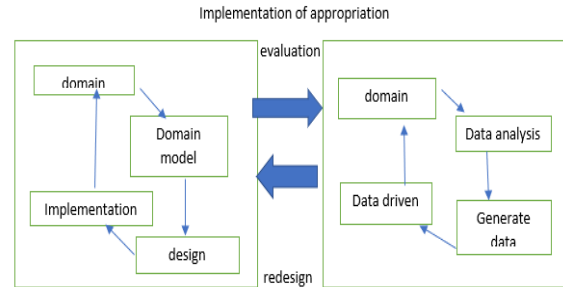 Implementation of appropriation
evaluation
domain
Domain
model
Implementation
design
domain
Data analysis
Data driven
Generate
data
redesign